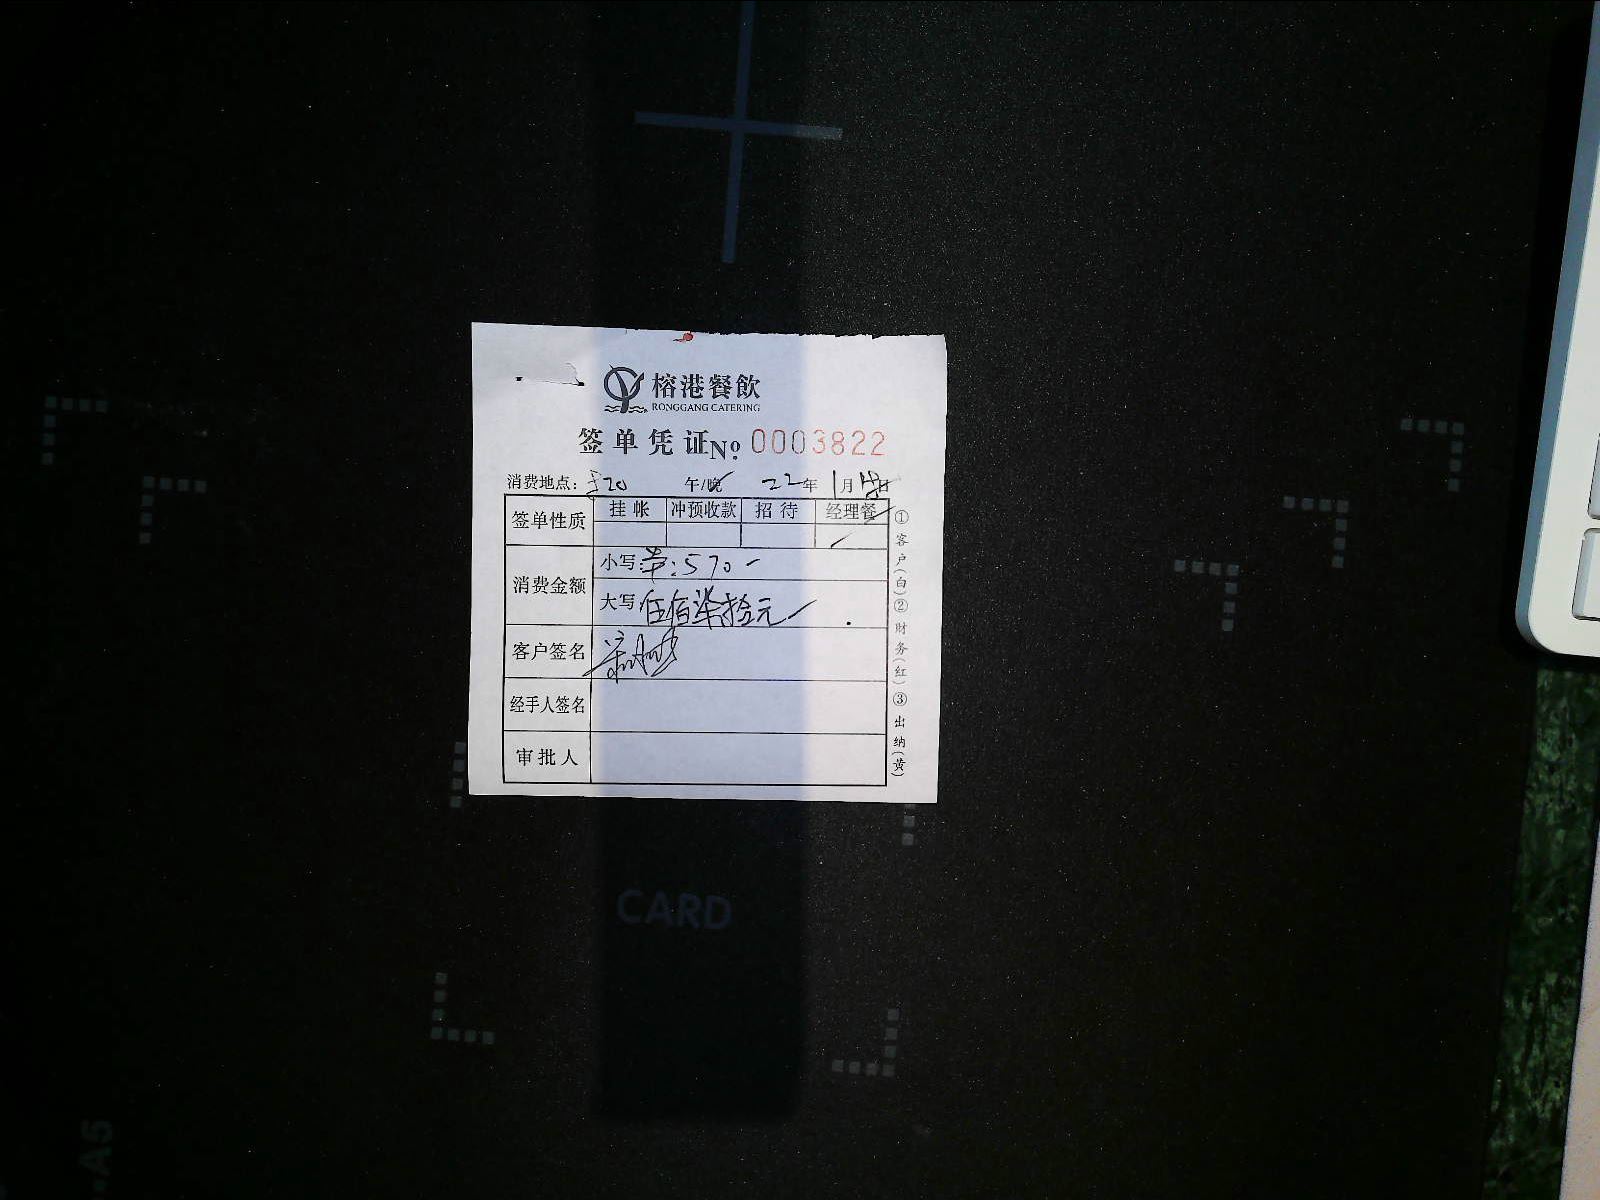 榕港餐飲
RONGGANG CATERING
签单凭证 No. 0003822
消费地点: 午/晚 22年 1月 日
签单性质 挂帐 冲预收款 招待 经理餐
消费金额 小写 :570-
大写 伍佰柒拾元
客户签名
经手人签名
审批人
①客户(白)②财务(红)③出纳(黄)
CARD
A5